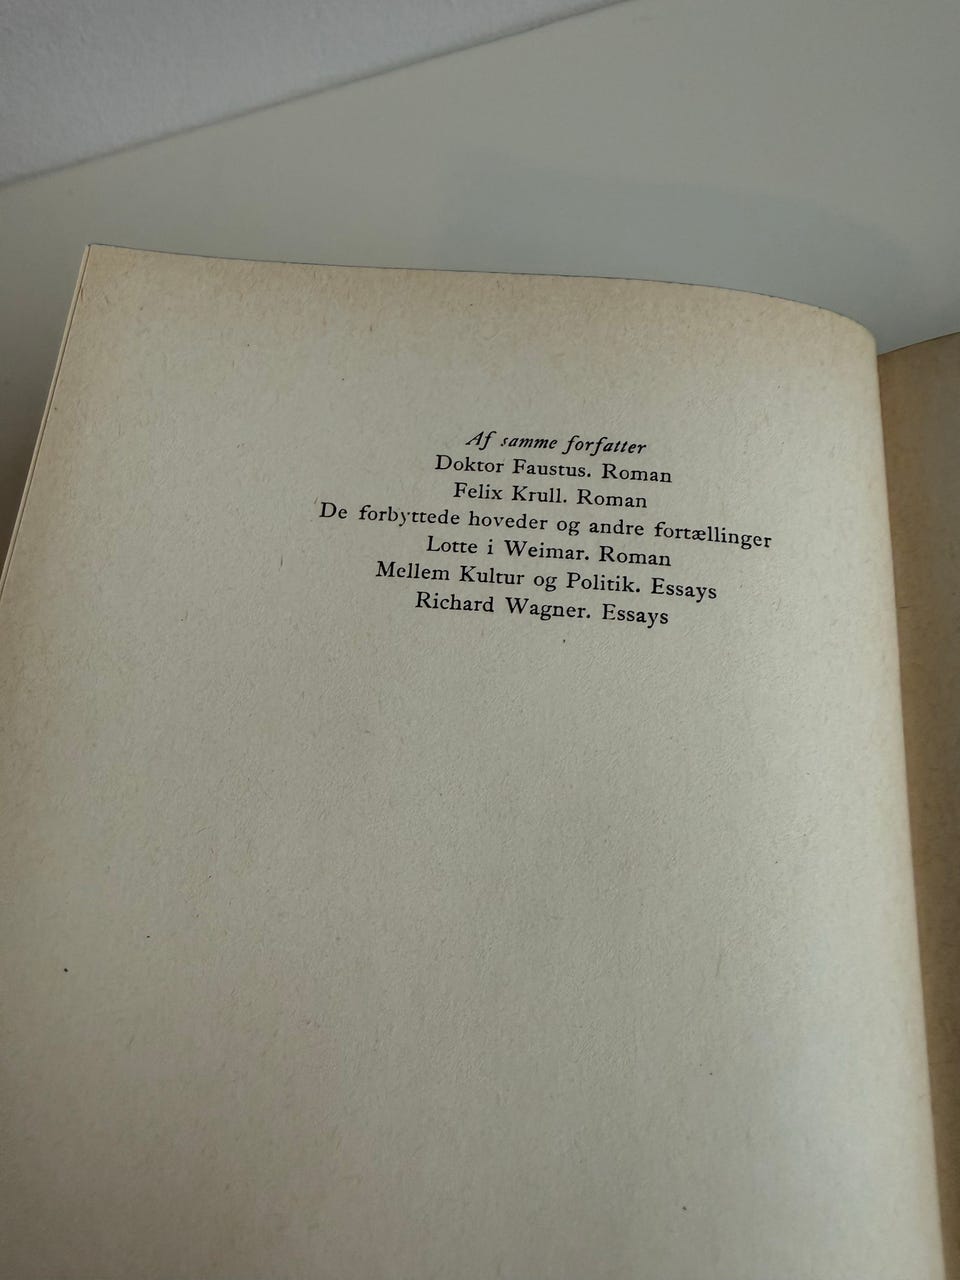 Af samme forfatter
Doktor Faustus. Roman
Felix Krull. Roman
De forbyttede hoveder og andre fortællinger
Lotte i Weimar. Roman
Mellem Kultur og Politik. Essays
Richard Wagner. Essays